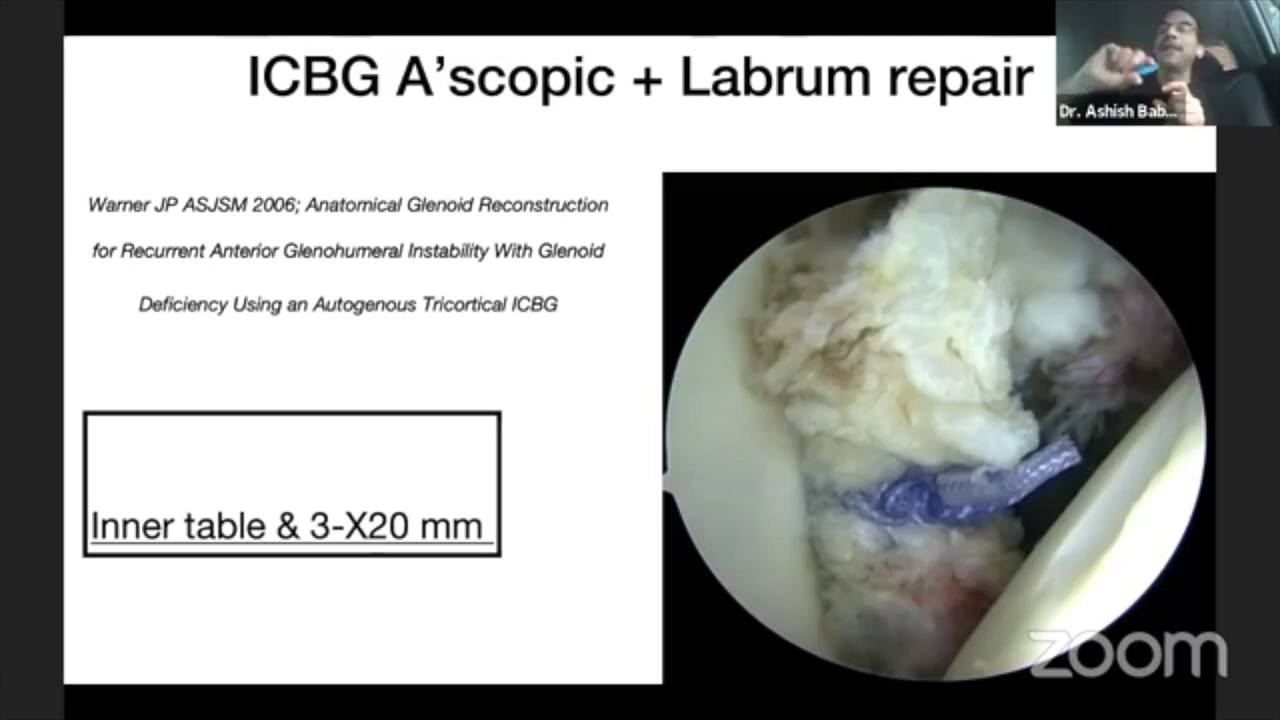 ICBG A'scopic + Labrum repair
Dr. Ashish Bab...
Warner JP ASJSM 2006; Anatomical Glenoid Reconstruction
for Recurrent Anterior Glenohumeral Instability With Glenoid
Deficiency Using an Autogenous Tricortical ICBG
Inner table & 3-X20 mm
zoom